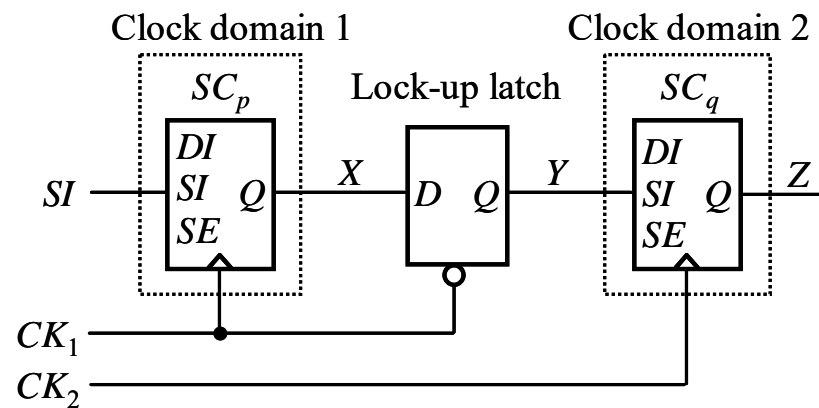 Clock domain 1
Clock domain 2
SCp
Lock-up latch
SCq
DI
SI
SI
Q
SE
X
D
Q
Y
DI
SI
Q
SE
Z
CK1
CK2